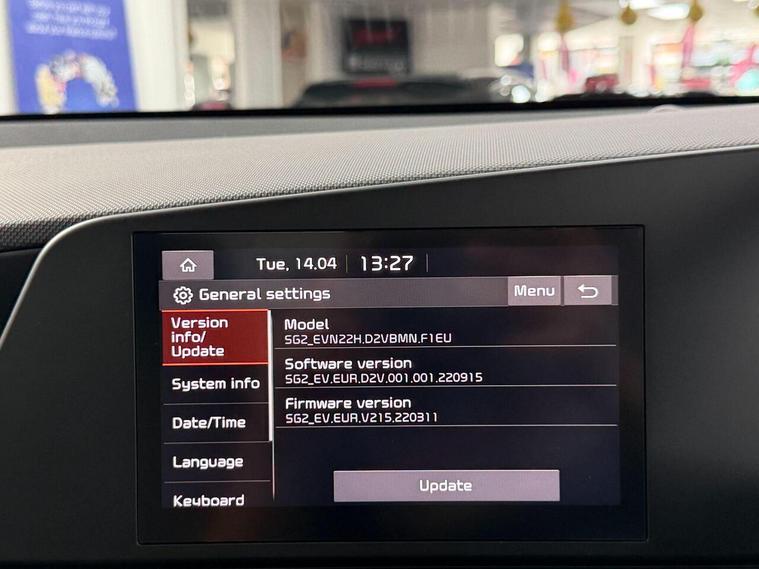 Tue, 14.04
13:27
General settings
Menu
Version
info/
Update
System info
Date/Time
Language
Keyboard
Model
SG2_EVN22H.D2VBMN.F1EU
Software version
SG2_EV.EUR.D2V.001.001.220915
Firmware version
SG2_EV.EUR.V215.220311
Update